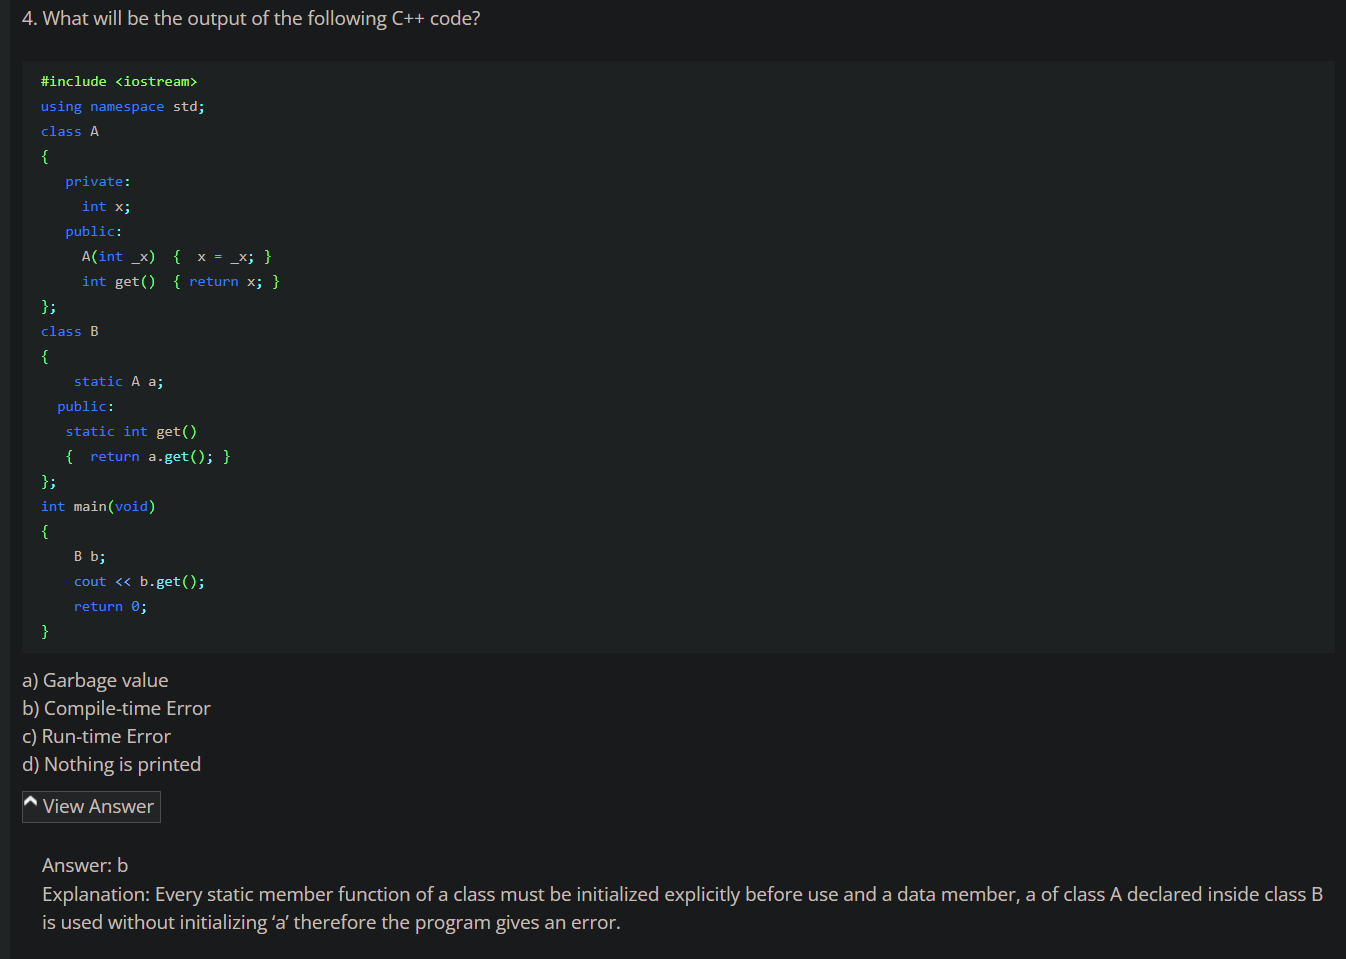 4. What will be the output of the following C++ code?
#include <iostream>
using namespace std;
class A
{
   private:
     int x;
   public:
     A(int _x)  {  x = _x; }
     int get()  { return x; }
};
class B
{
    static A a;
  public:
   static int get()
   {  return a.get(); }
};
int main(void)
{
    B b;
    cout << b.get();
    return 0;
}
a) Garbage value
b) Compile-time Error
c) Run-time Error
d) Nothing is printed
View Answer
Answer: b
Explanation: Every static member function of a class must be initialized explicitly before use and a data member, a of class A declared inside class B
is used without initializing ‘a’ therefore the program gives an error.